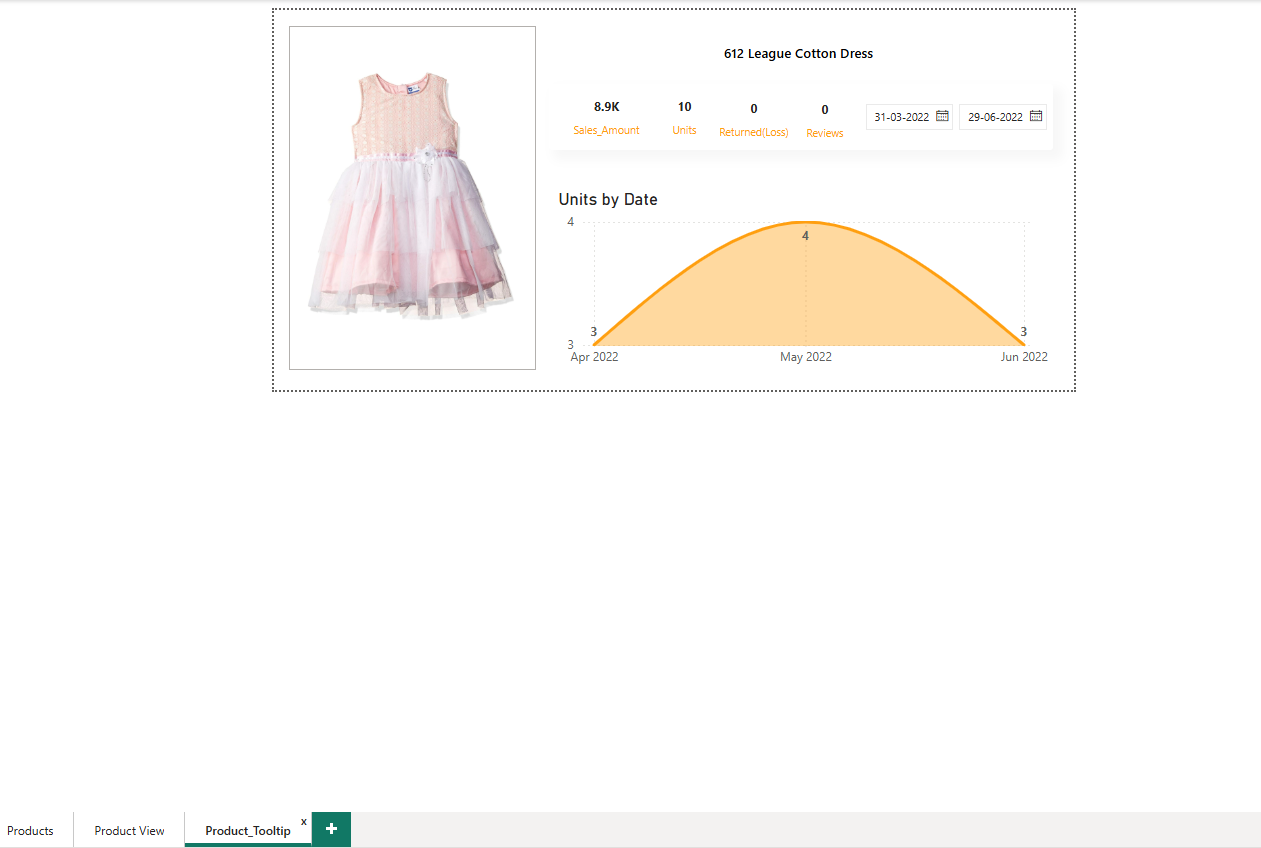 612 League Cotton Dress
8.9K 10 0 0
Sales_Amount Units Returned(Loss) Reviews
31-03-2022 29-06-2022
Units by Date
4
4
3 3
3
Apr 2022 May 2022 Jun 2022
Products Product View Product_Tooltip x +